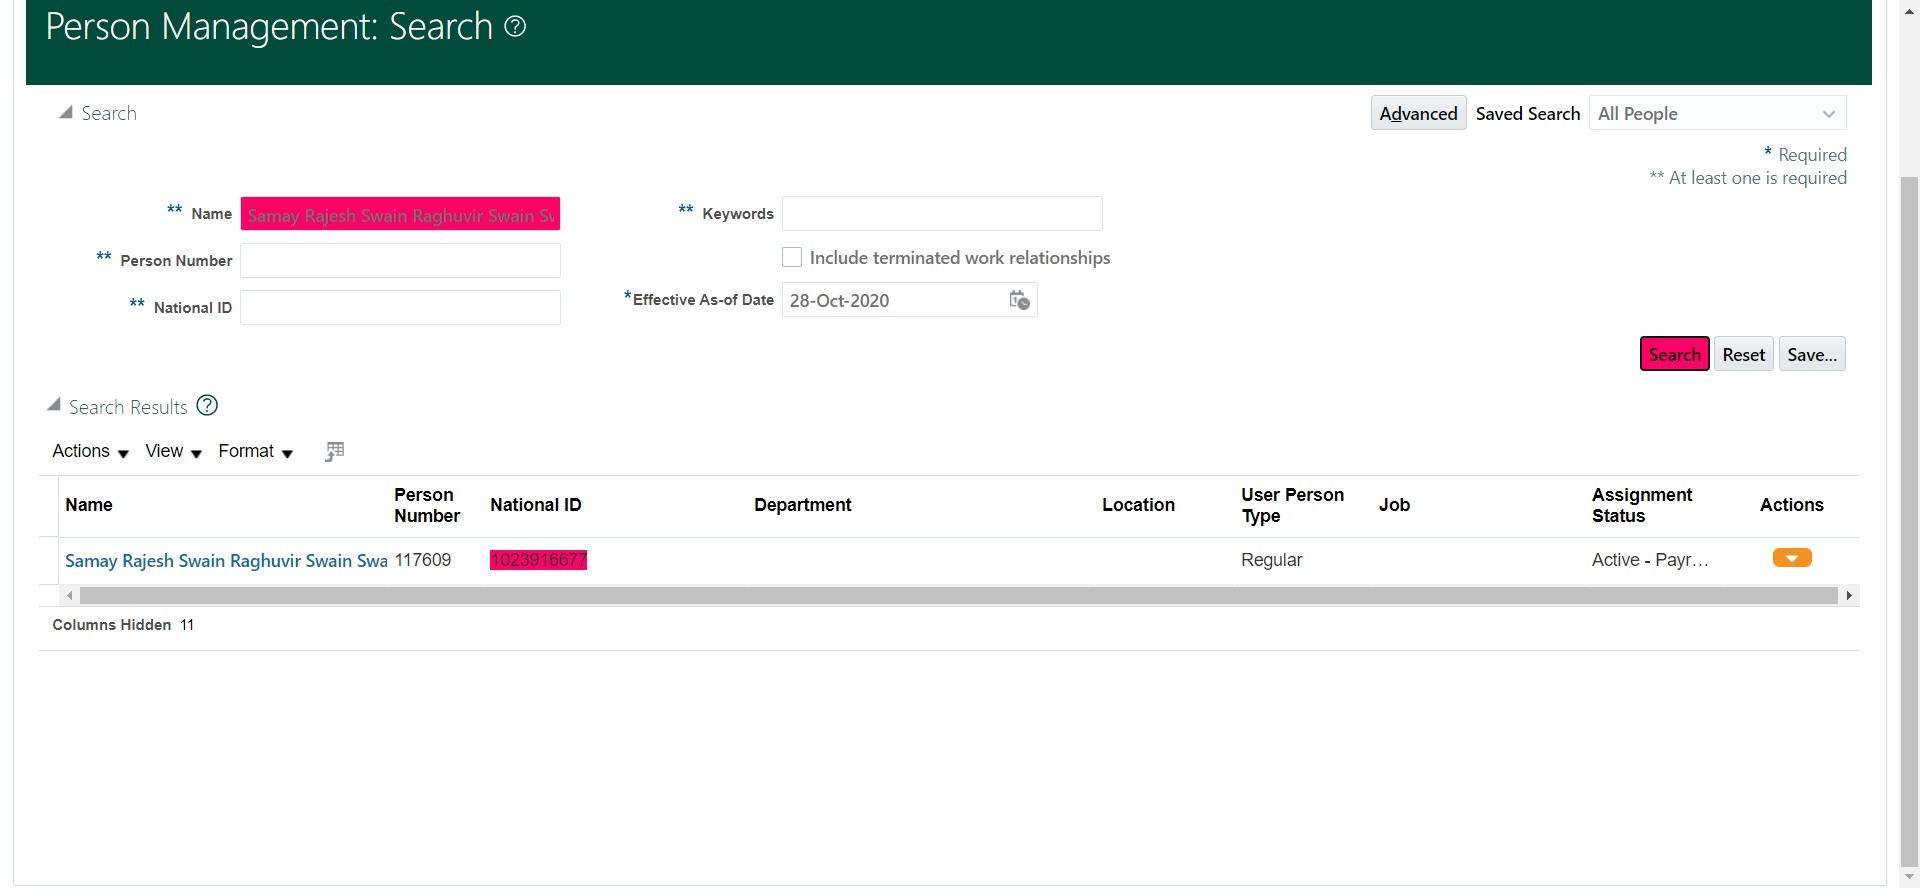 Person Management: Search
Search
Advanced Saved Search All People
* Required
** At least one is required
** Name Samay Rajesh Swain Raghuvir Swain
** Keywords
** Person Number
Include terminated work relationships
** National ID
*Effective As-of Date 28-Oct-2020
Search Reset Save...
Search Results
Actions View Format
Name Person Number National ID Department Location User Person Type Job Assignment Status Actions
Samay Rajesh Swain Raghuvir Swain Swa 117609 1023916677 Regular Active - Payr...
Columns Hidden 11